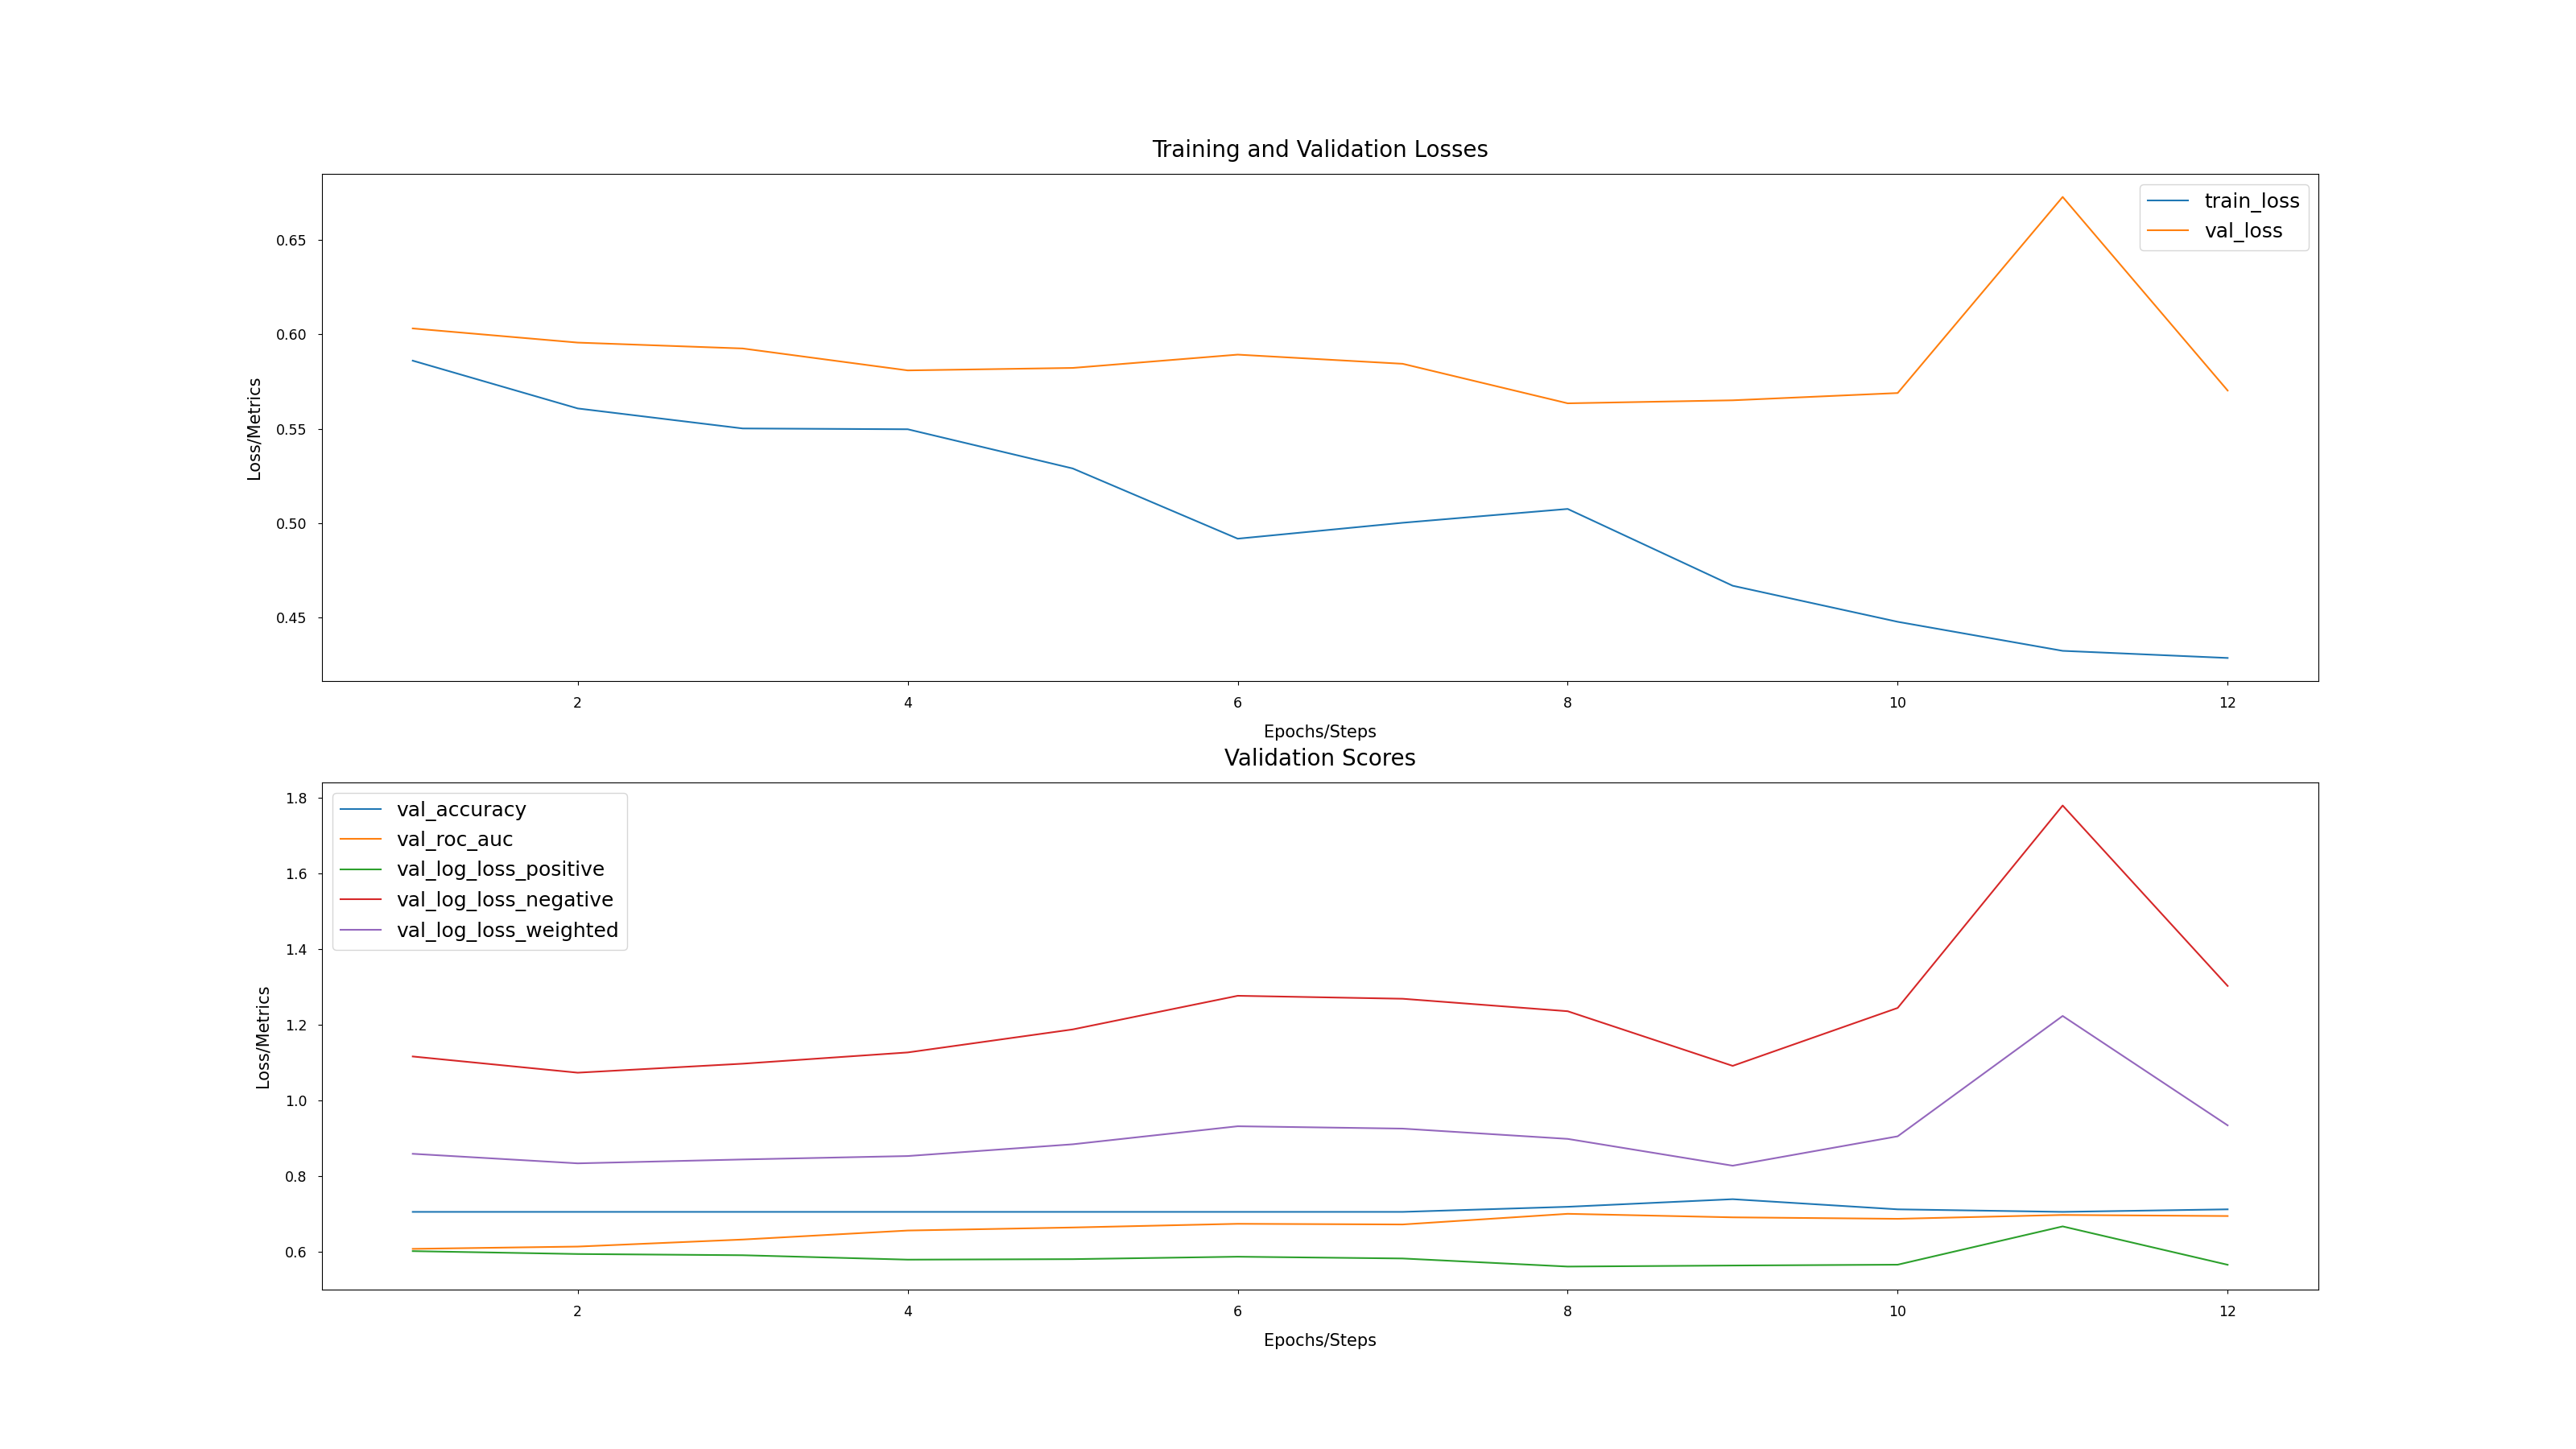 Training and Validation Losses
train_loss
val_loss
Loss/Metrics
0.65
0.60
0.55
0.50
0.45
2 4 6 8 10 12
Epochs/Steps
Validation Scores
val_accuracy
val_roc_auc
val_log_loss_positive
val_log_loss_negative
val_log_loss_weighted
Loss/Metrics
1.8
1.6
1.4
1.2
1.0
0.8
0.6
2 4 6 8 10 12
Epochs/Steps